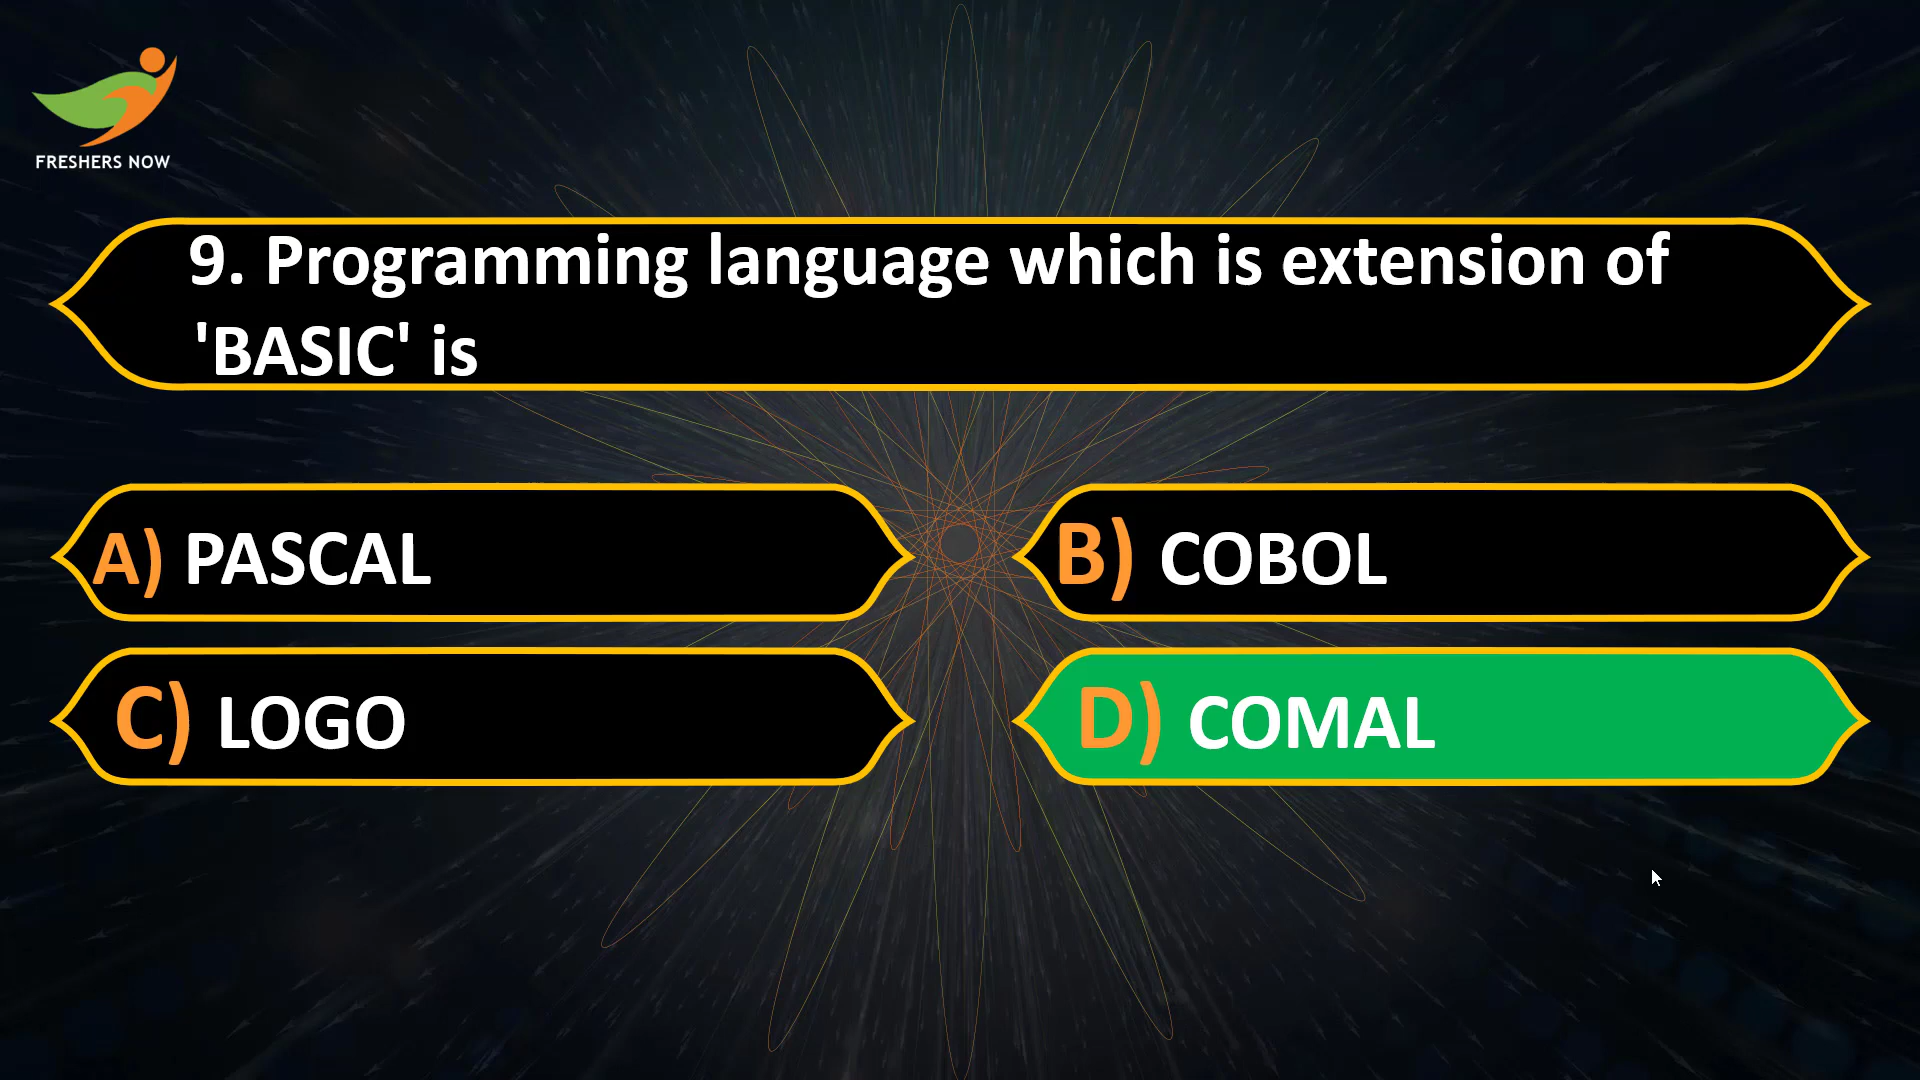 FRESHERS NOW
9. Programming language which is extension of
'BASIC' is
A) PASCAL
B) COBOL
C) LOGO
D) COMAL